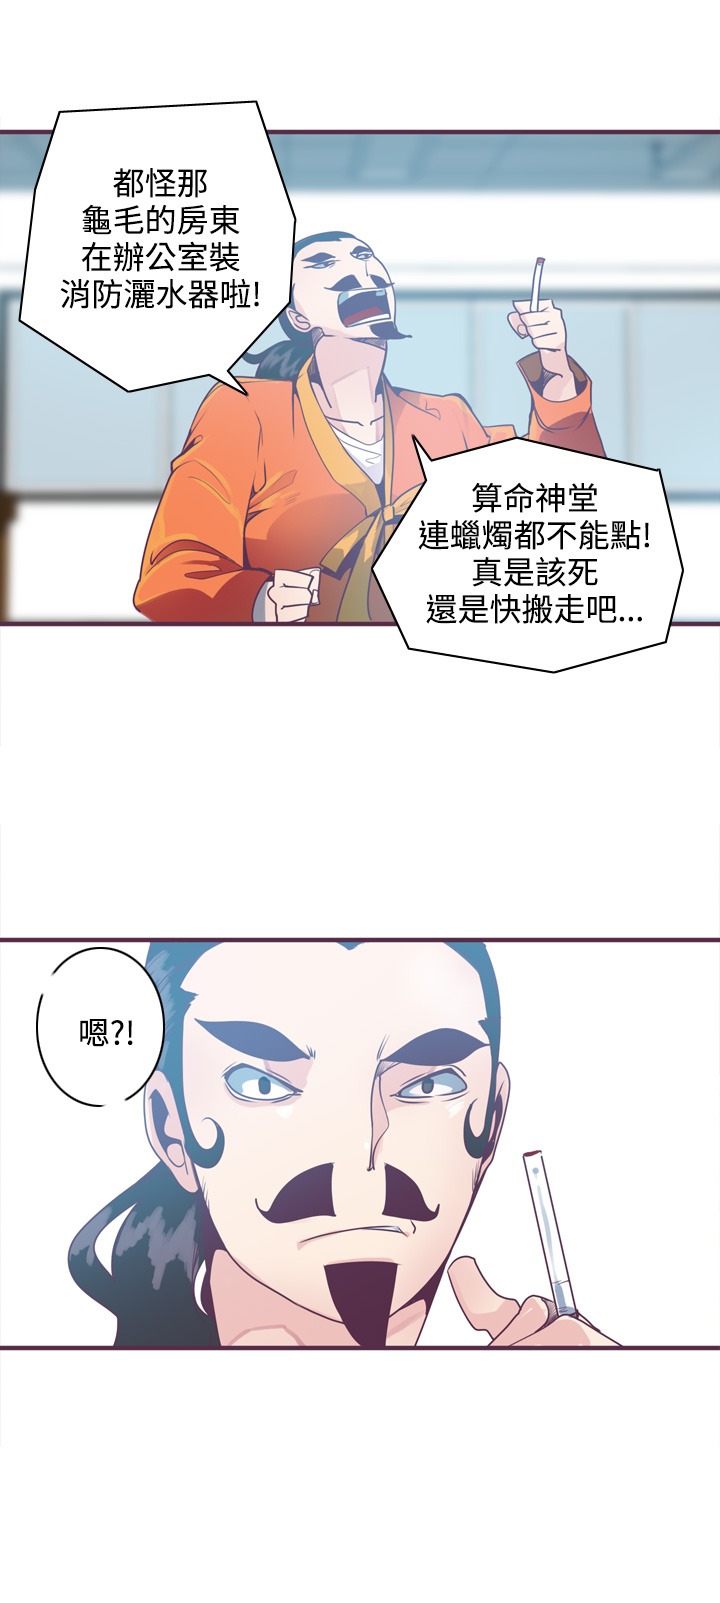 都怪那
龜毛的房東
在辦公室裝
消防灑水器啦!
算命神堂
連蠟燭都不能點!
真是該死
還是快搬走吧...
嗯?!